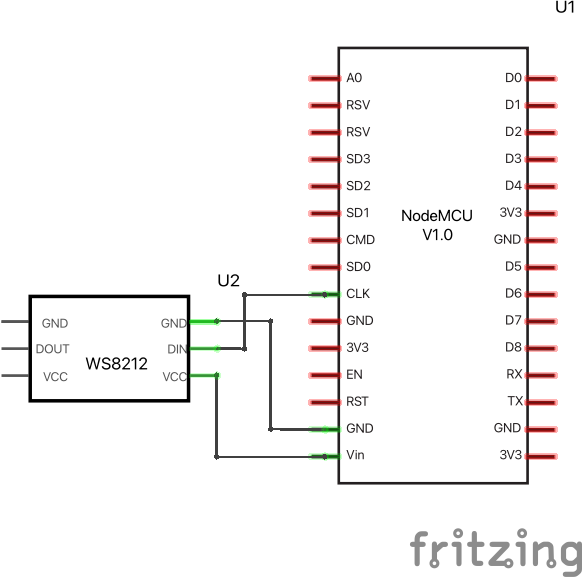 U1
A0
RSV
RSV
SD3
SD2
SD1
CMD
SD0
CLK
GND
3V3
EN
RST
GND
Vin
NodeMCU
V1.0
D0
D1
D2
D3
D4
3V3
GND
D5
D6
D7
D8
RX
TX
GND
3V3
U2
GND
DOUT
VCC
WS8212
GND
DIN
VCC
fritzing